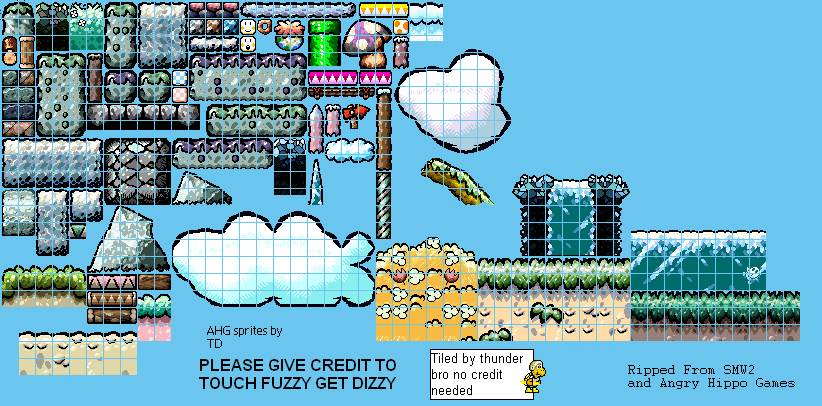 AHG sprites by
TD
PLEASE GIVE CREDIT TO
TOUCH FUZZY GET DIZZY
Tiled by thunder
bro no credit
needed
Ripped From SMW2
and Angry Hippo Games